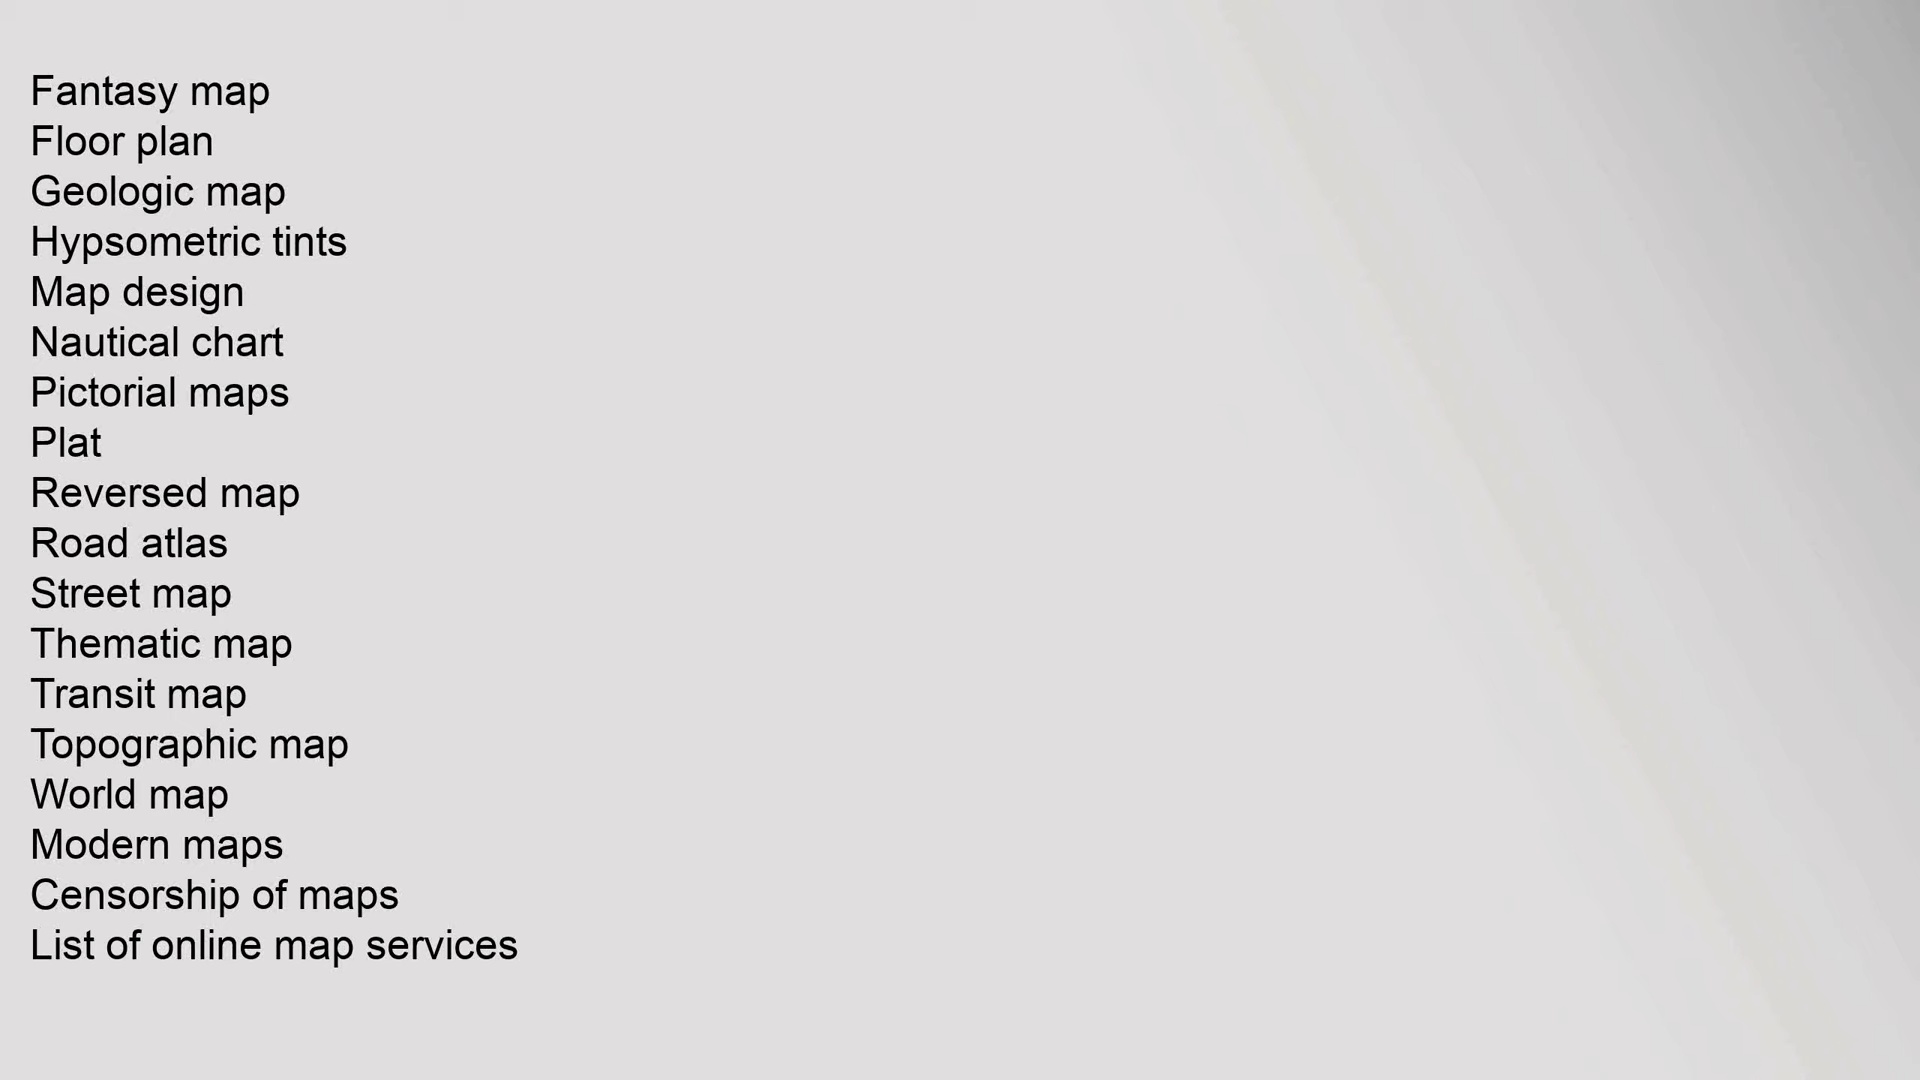 Fantasy map
Floor plan
Geologic map
Hypsometric tints
Map design
Nautical chart
Pictorial maps
Plat
Reversed map
Road atlas
Street map
Thematic map
Transit map
Topographic map
World map
Modern maps
Censorship of maps
List of online map services